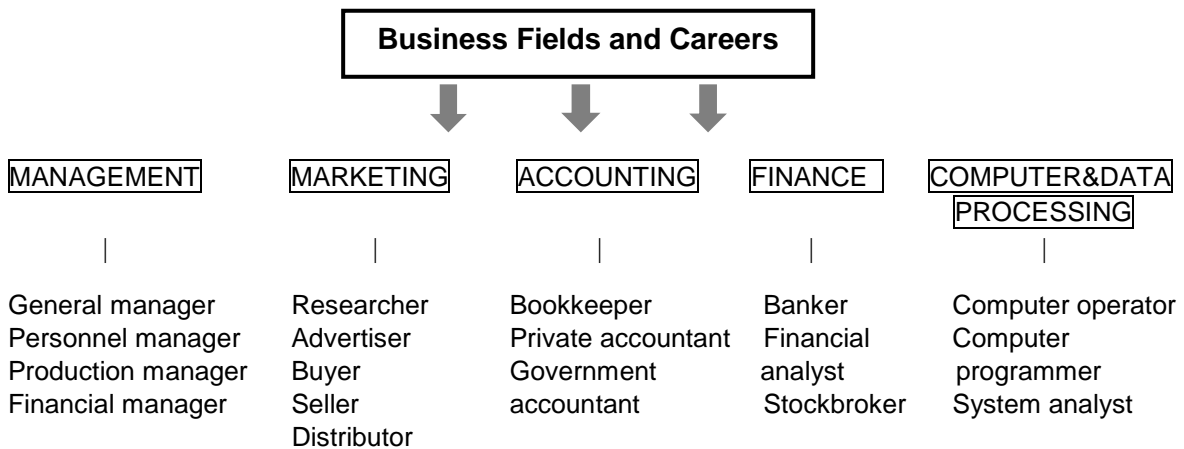 Business Fields and Careers
MANAGEMENT
MARKETING
ACCOUNTING
FINANCE
COMPUTER&DATA
PROCESSING
General manager
Personnel manager
Production manager
Financial manager
Researcher
Advertiser
Buyer
Seller
Distributor
Bookkeeper
Private accountant
Government
accountant
Banker
Financial
analyst
Stockbroker
Computer operator
Computer
programmer
System analyst